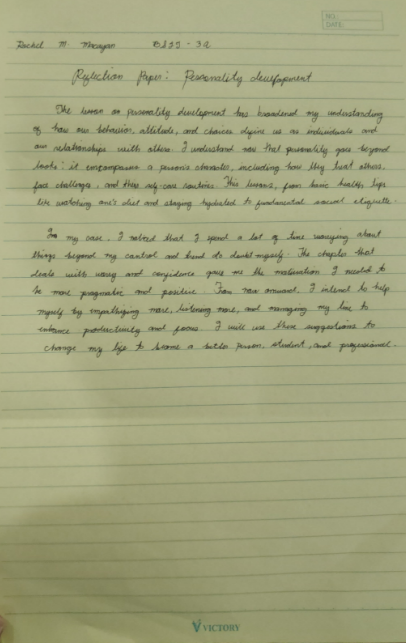 NO.:
DATE:
Rachel M. BSIT - 3A
Reflection Paper: Personality development
The lesson on personality development has broadened my understanding
of how our behavior, attitude, and choices define us as individuals and
our relationships with others. I understand now that personality goes beyond
looks; it encompasses a person's character, including how they treat others,
face challenges, and their self-care routines. This lesson, from basic health tips
like watching one's diet and staying hydrated to fundamental social etiquette.
In my case, I noticed that I spend a lot of time worrying about
things beyond my control and tend to doubt myself. The chapter that
deals with worry and confidence gave me the motivation I needed to
be more pragmatic and positive. From now onward, I intend to help
myself by empathizing more, listening more, and managing my time to
enhance productivity and focus. I will use these suggestions to
change my life to become a better person, student, and professional.
VICTORY